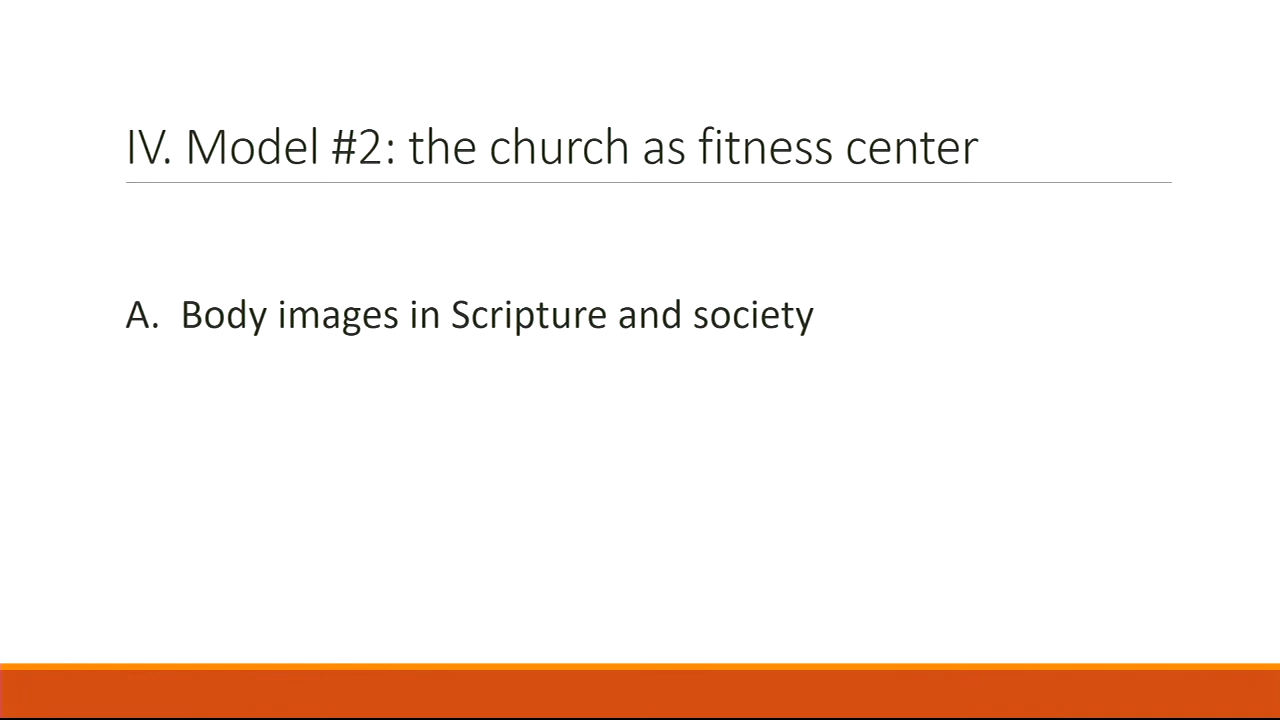 IV. Model #2: the church as fitness center
A. Body images in Scripture and society